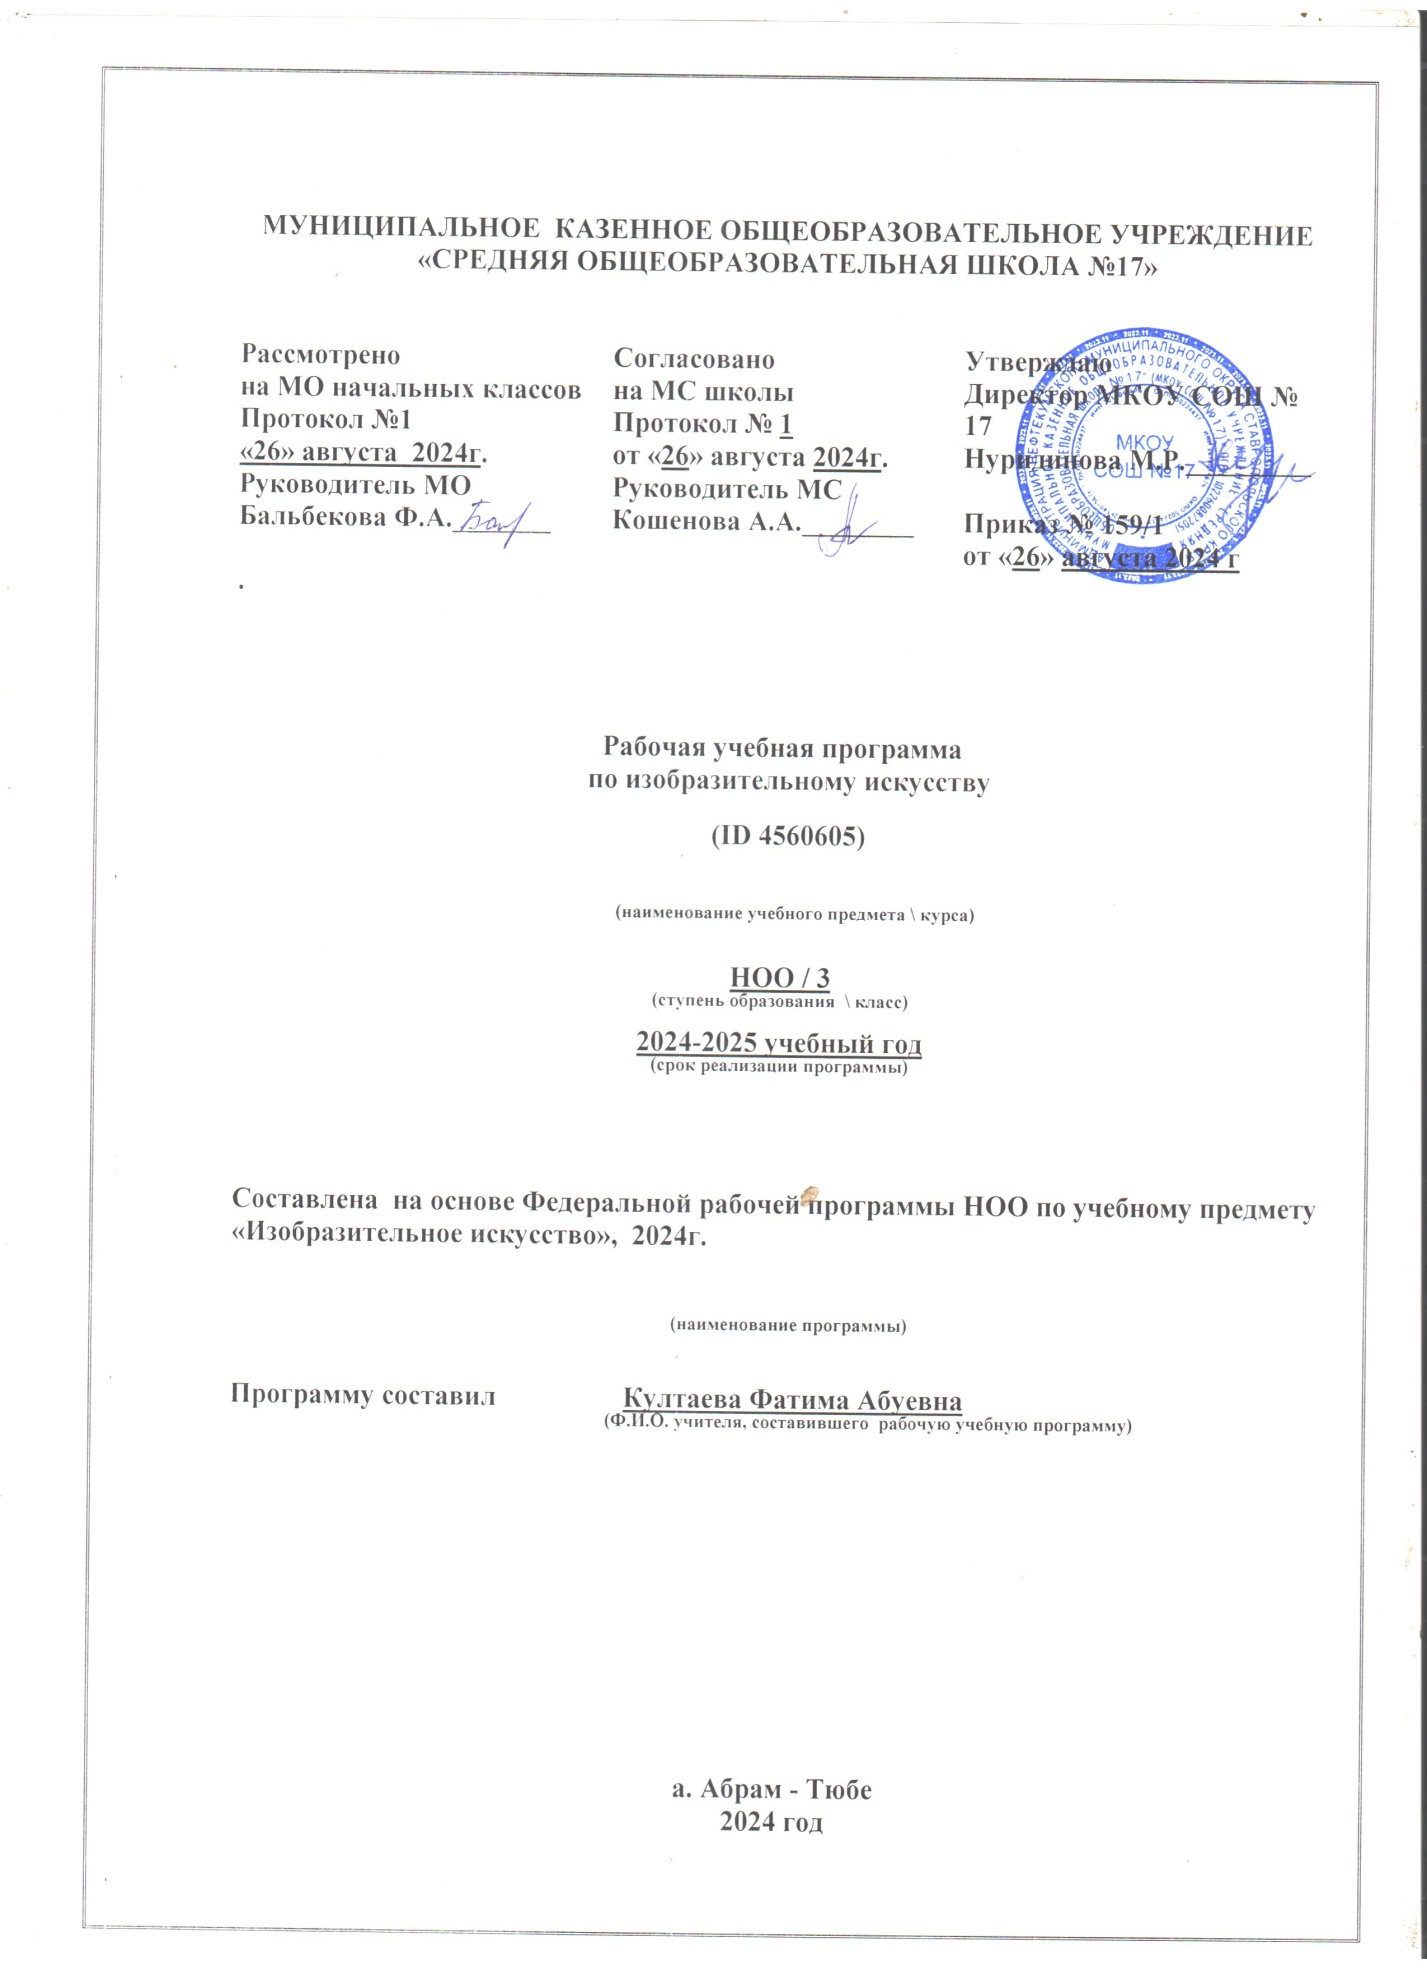 МУНИЦИПАЛЬНОЕ КАЗЕННОЕ ОБЩЕОБРАЗОВАТЕЛЬНОЕ УЧРЕЖДЕНИЕ
«СРЕДНЯЯ ОБЩЕОБРАЗОВАТЕЛЬНАЯ ШКОЛА №17»
Рассмотрено
на МО начальных классов
Протокол №1
«26» августа 2024г.
Руководитель МО
Бальбекова Ф.А.
.
Согласовано
на МС школы
Протокол № 1
от «26» августа 2024г.
Руководитель МС
Кошенова А.А.
Утверждаю
Директор МКОУ СОШ №
17
Нуридинова М.Р.
Приказ № 159/1
от «26» августа 2024 г
МКОУ
СОШ №17
Рабочая учебная программа
по изобразительному искусству
(ID 4560605)
(наименование учебного предмета \ курса)
НОО / 3
(ступень образования \ класс)
2024-2025 учебный год
(срок реализации программы)
Составлена на основе Федеральной рабочей программы НОО по учебному предмету
«Изобразительное искусство», 2024г.
(наименование программы)
Программу составил Култаева Фатима Абуевна
(Ф.И.О. учителя, составившего рабочую учебную программу)
а. Абрам - Тюбе
2024 год